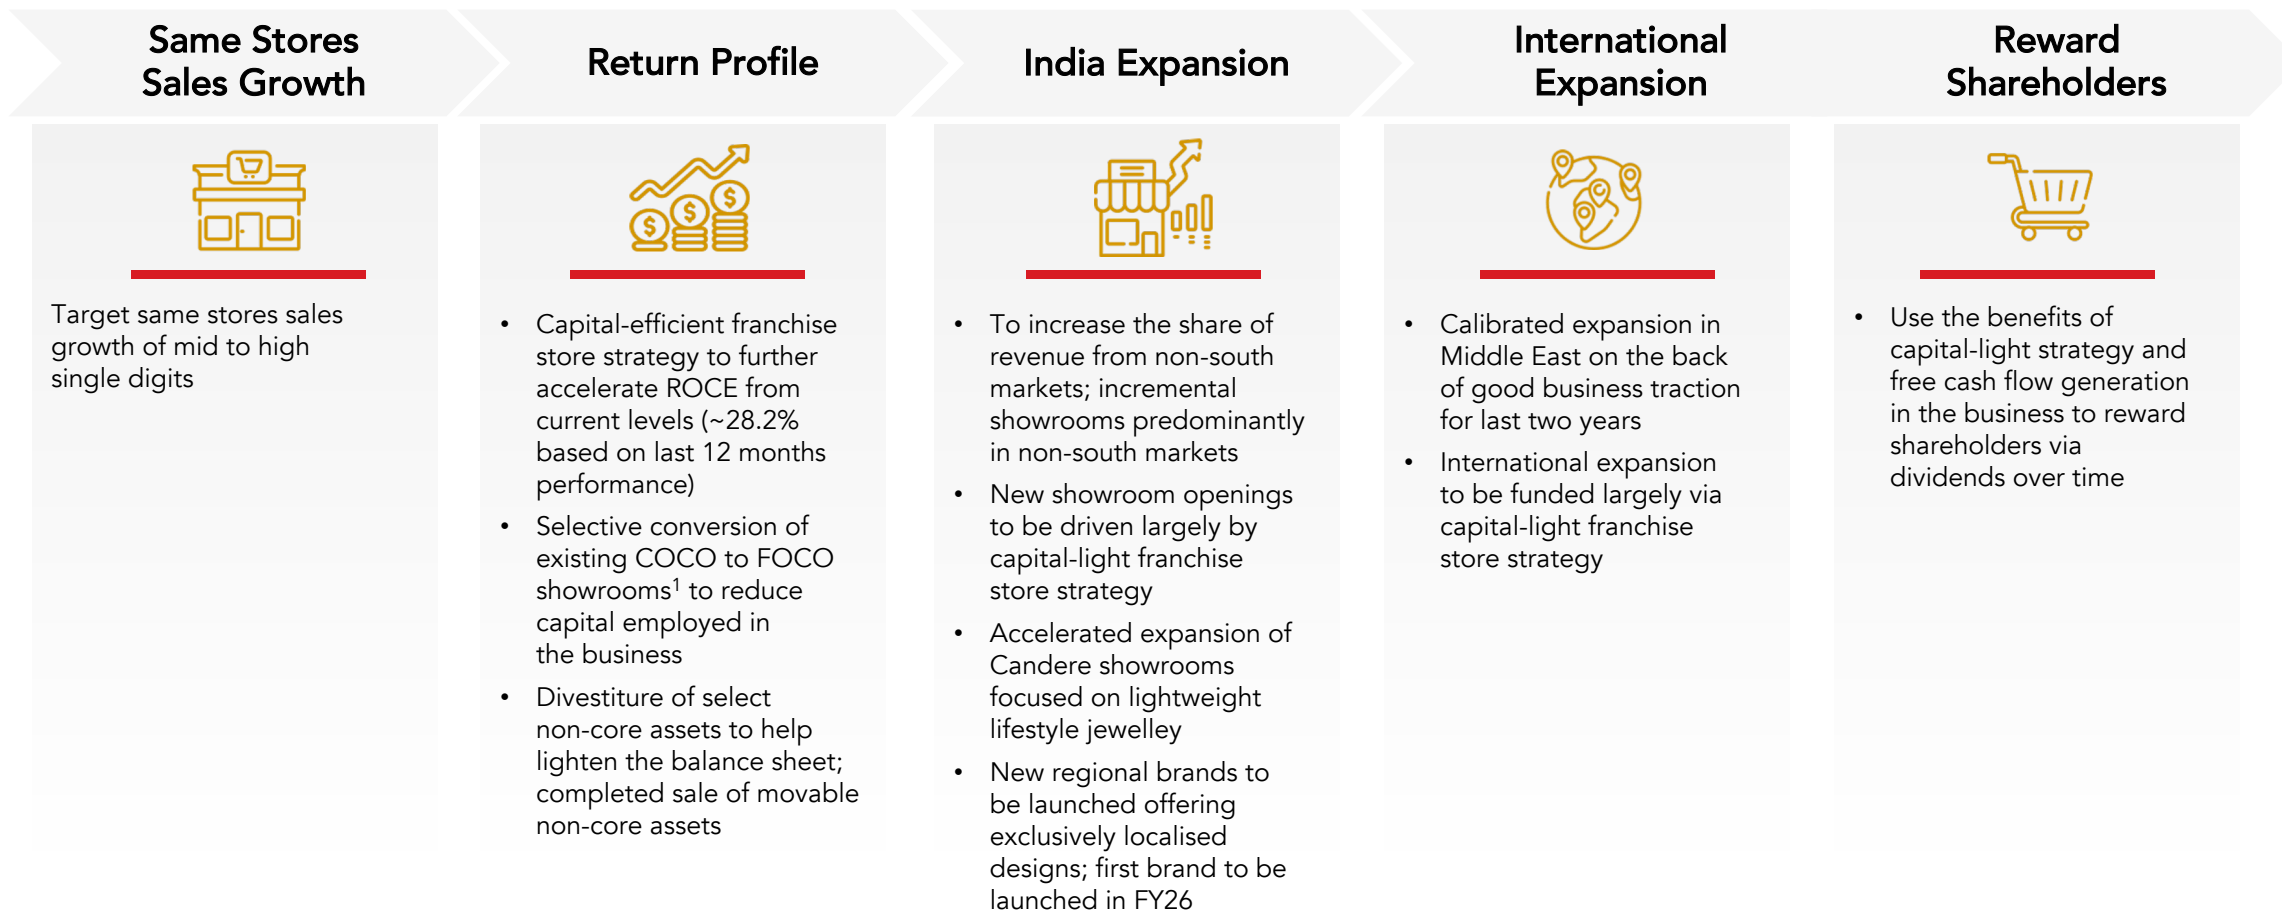 Same Stores
Sales Growth
Return Profile
India Expansion
International
Expansion
Reward
Shareholders
Target same stores sales
growth of mid to high
single digits
• Capital-efficient franchise
store strategy to further
accelerate ROCE from
current levels (~28.2%
based on last 12 months
performance)
• Selective conversion of
existing COCO to FOCO
showrooms¹ to reduce
capital employed in
the business
• Divestiture of select
non-core assets to help
lighten the balance sheet;
completed sale of movable
non-core assets
• To increase the share of
revenue from non-south
markets; incremental
showrooms predominantly
in non-south markets
• New showroom openings
to be driven largely by
capital-light franchise
store strategy
• Accelerated expansion of
Candere showrooms
focused on lightweight
lifestyle jewelley
• New regional brands to
be launched offering
exclusively localised
designs; first brand to be
launched in FY26
• Calibrated expansion in
Middle East on the back
of good business traction
for last two years
• International expansion
to be funded largely via
capital-light franchise
store strategy
• Use the benefits of
capital-light strategy and
free cash flow generation
in the business to reward
shareholders via
dividends over time